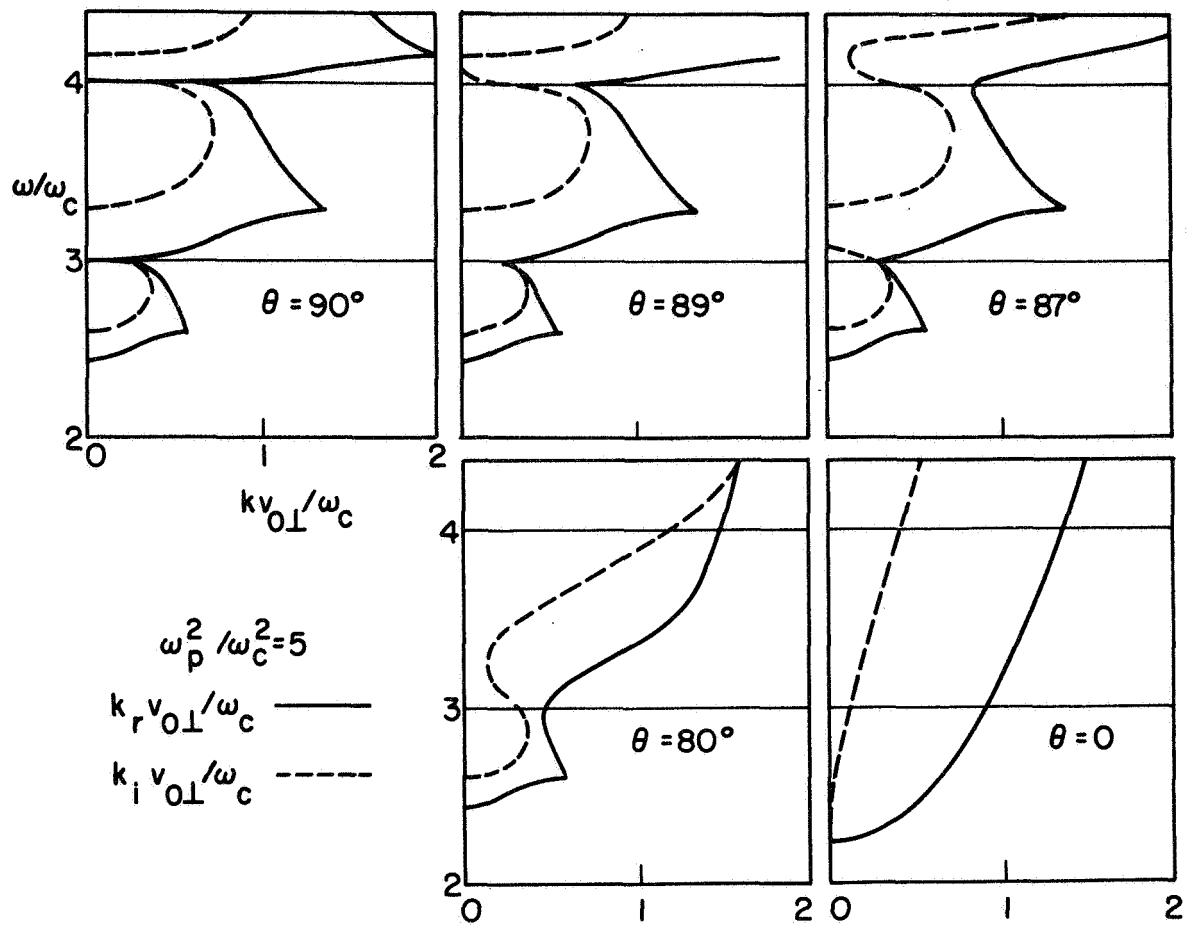 4
ω/ω_c
3
θ = 90°
θ = 89°
θ = 87°
2
0 1 2
k v_0⊥/ω_c
4
ω_p^2/ω_c^2=5
3
k_r v_0⊥/ω_c
θ = 80°
θ = 0
k_i v_0⊥/ω_c
2
0 1 2
0 1 2